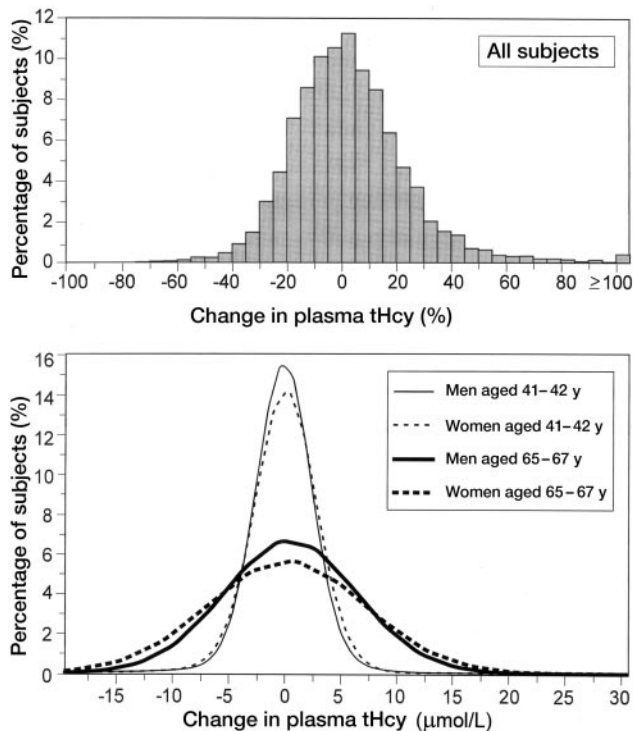 12
10
8
6
4
2
0
Percentage of subjects (%)
All subjects
-100 -80 -60 -40 -20 0 20 40 60 80 ≥100
Change in plasma tHcy (%)
16
14
12
10
8
6
4
2
0
Percentage of subjects (%)
Men aged 41–42 y
Women aged 41–42 y
Men aged 65–67 y
Women aged 65–67 y
-15 -10 -5 0 5 10 15 20 25 30
Change in plasma tHcy (μmol/L)